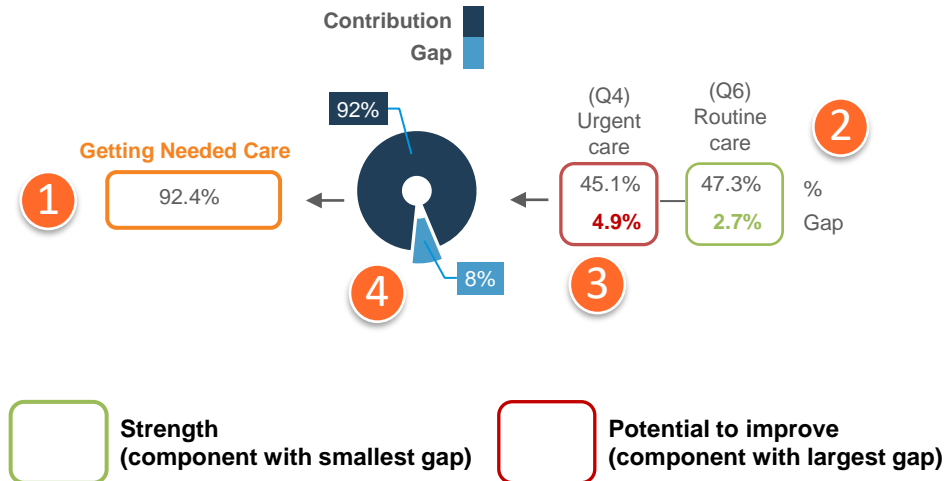 Contribution
Gap
92%
(Q4)
Urgent
care
(Q6)
Routine
care
2
Getting Needed Care
1
92.4%
45.1%
47.3%
%
4.9%
2.7%
Gap
4
8%
3
Strength
(component with smallest gap)
Potential to improve
(component with largest gap)